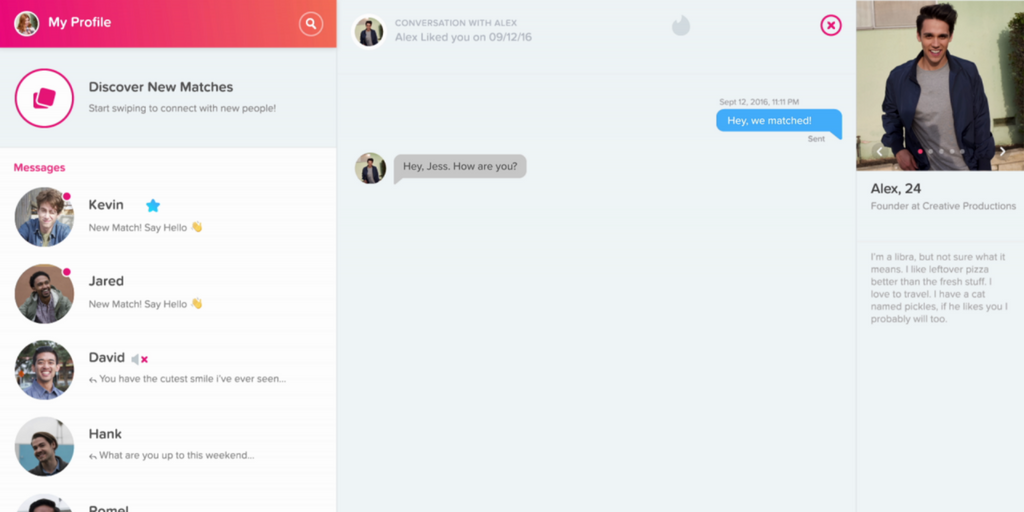 My Profile
Discover New Matches
Start swiping to connect with new people!
Messages
Kevin
New Match! Say Hello 👋
Jared
New Match! Say Hello 👋
David
You have the cutest smile i've ever seen...
Hank
What are you up to this weekend...
Romel
CONVERSATION WITH ALEX
Alex Liked you on 09/12/16
Sept 12, 2016, 11:11 PM
Hey, we matched!
Sent
Hey, Jess. How are you?
Alex, 24
Founder at Creative Productions
I'm a libra, but not sure what it
means. I like leftover pizza
better than the fresh stuff. I
love to travel. I have a cat
named pickles, if he likes you I
probably will too.